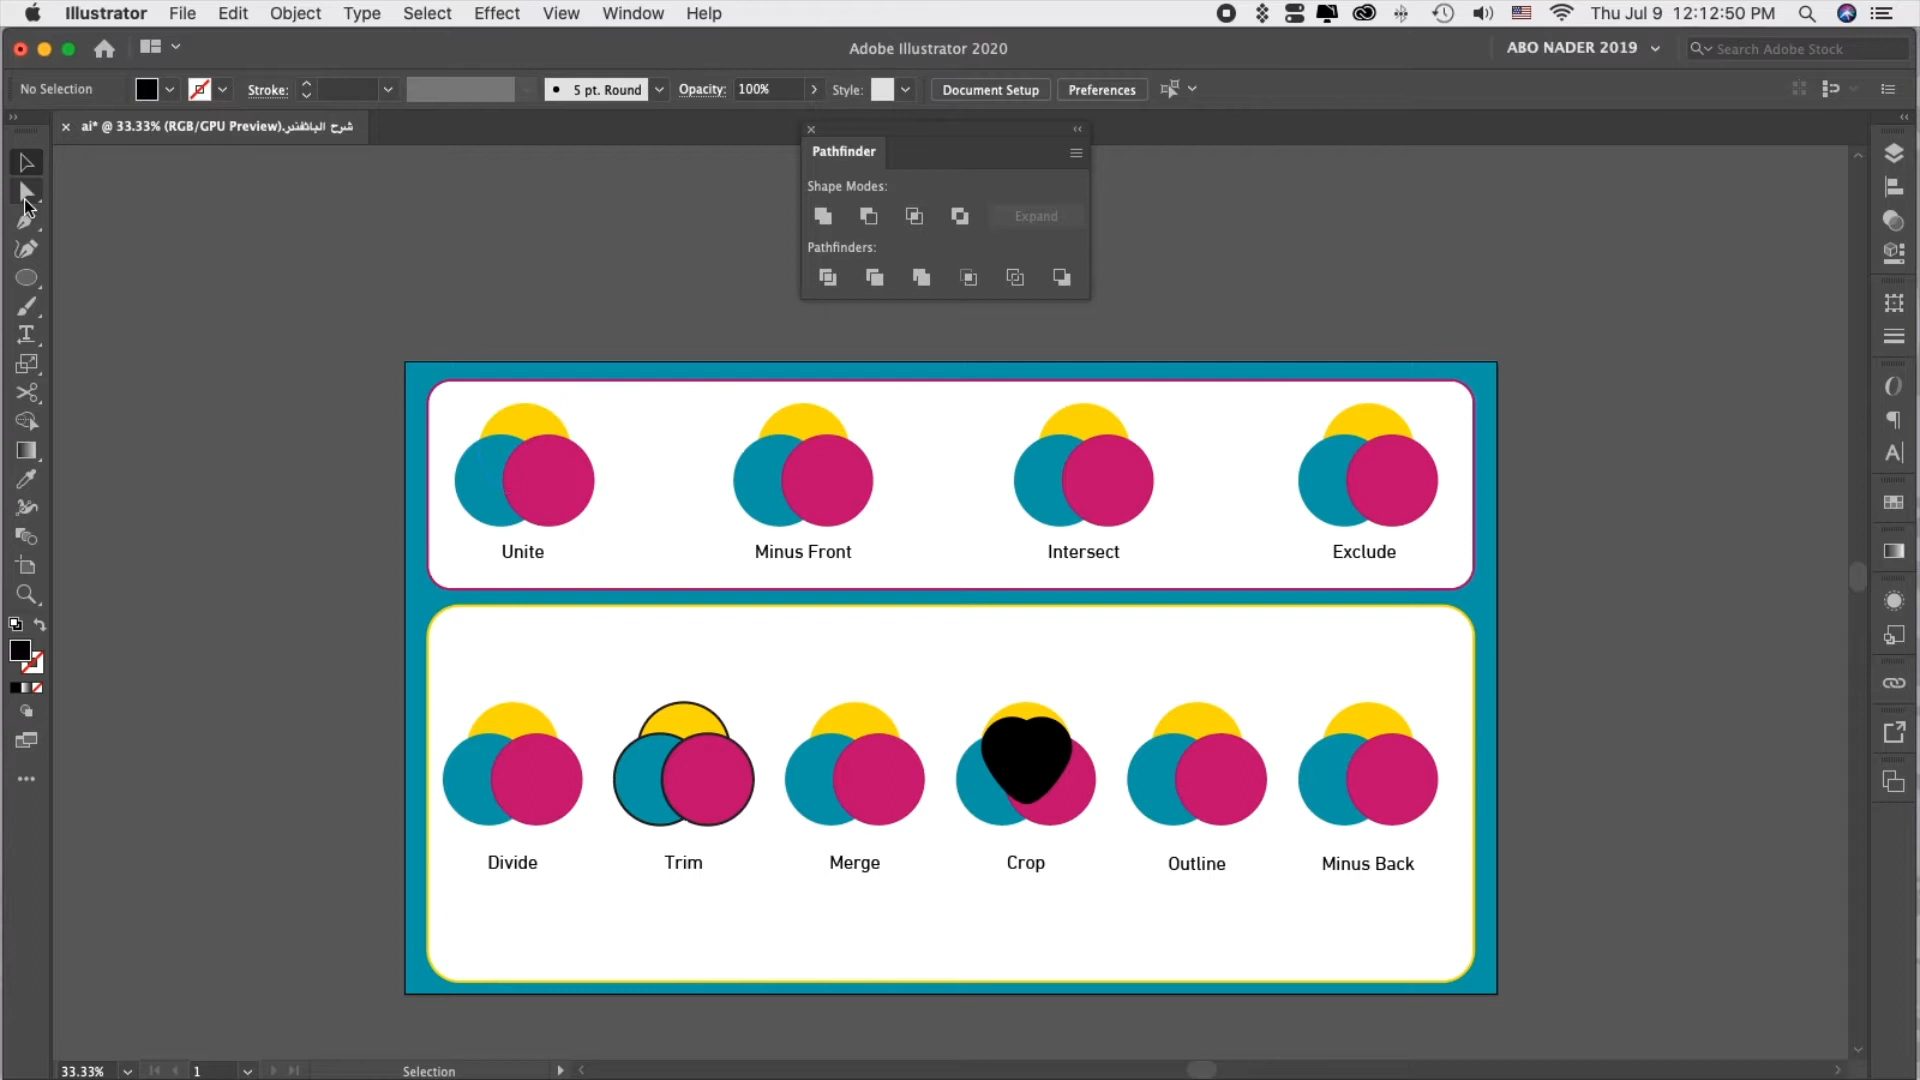 Illustrator File Edit Object Type Select Effect View Window Help Thu Jul 9 12:12:50 PM
Adobe Illustrator 2020 ABO NADER 2019 Search Adobe Stock
No Selection Stroke: 5 pt. Round Opacity: 100% Style: Document Setup Preferences
شرح الباثفندر.ai* @ 33.33% (RGB/GPU Preview)
Pathfinder
Shape Modes:
Expand
Pathfinders:
Unite Minus Front Intersect Exclude
Divide Trim Merge Crop Outline Minus Back
33.33% 1 Selection